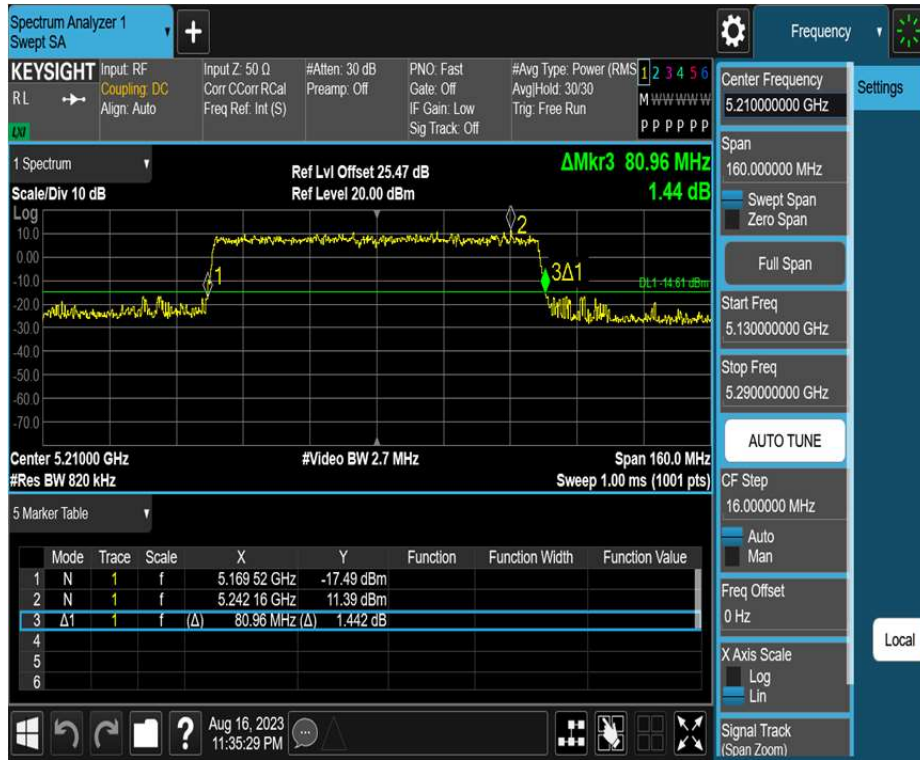 Spectrum Analyzer 1
Swept SA
+
Frequency
KEYSIGHT
RL
LXI
Input: RF
Coupling: DC
Align: Auto
Input Z: 50 Ω
Corr CCorr RCal
Freq Ref: Int (S)
#Atten: 30 dB
Preamp: Off
PNO: Fast
Gate: Off
IF Gain: Low
Sig Track: Off
#Avg Type: Power (RMS
Avg|Hold: 30/30
Trig: Free Run
1 2 3 4 5 6
M W W W W W
P P P P P P
1 Spectrum
Scale/Div 10 dB
Ref Lvl Offset 25.47 dB
Ref Level 20.00 dBm
ΔMkr3 80.96 MHz
1.44 dB
Log
10.0
0.00
-10.0
-20.0
-30.0
-40.0
-50.0
-60.0
-70.0
1
2
3Δ1
DL1 -14.61 dBm
Center 5.21000 GHz
#Video BW 2.7 MHz
Span 160.0 MHz
#Res BW 820 kHz
Sweep 1.00 ms (1001 pts)
5 Marker Table
Mode Trace Scale X Y Function Function Width Function Value
1 N 1 f 5.169 52 GHz -17.49 dBm
2 N 1 f 5.242 16 GHz 11.39 dBm
3 Δ1 1 f (Δ) 80.96 MHz (Δ) 1.442 dB
4
5
6
?
Aug 16, 2023
11:35:29 PM
Center Frequency
5.210000000 GHz
Settings
Span
160.000000 MHz
Swept Span
Zero Span
Full Span
Start Freq
5.130000000 GHz
Stop Freq
5.290000000 GHz
AUTO TUNE
CF Step
16.000000 MHz
Auto
Man
Freq Offset
0 Hz
Local
X Axis Scale
Log
Lin
Signal Track
(Span Zoom)